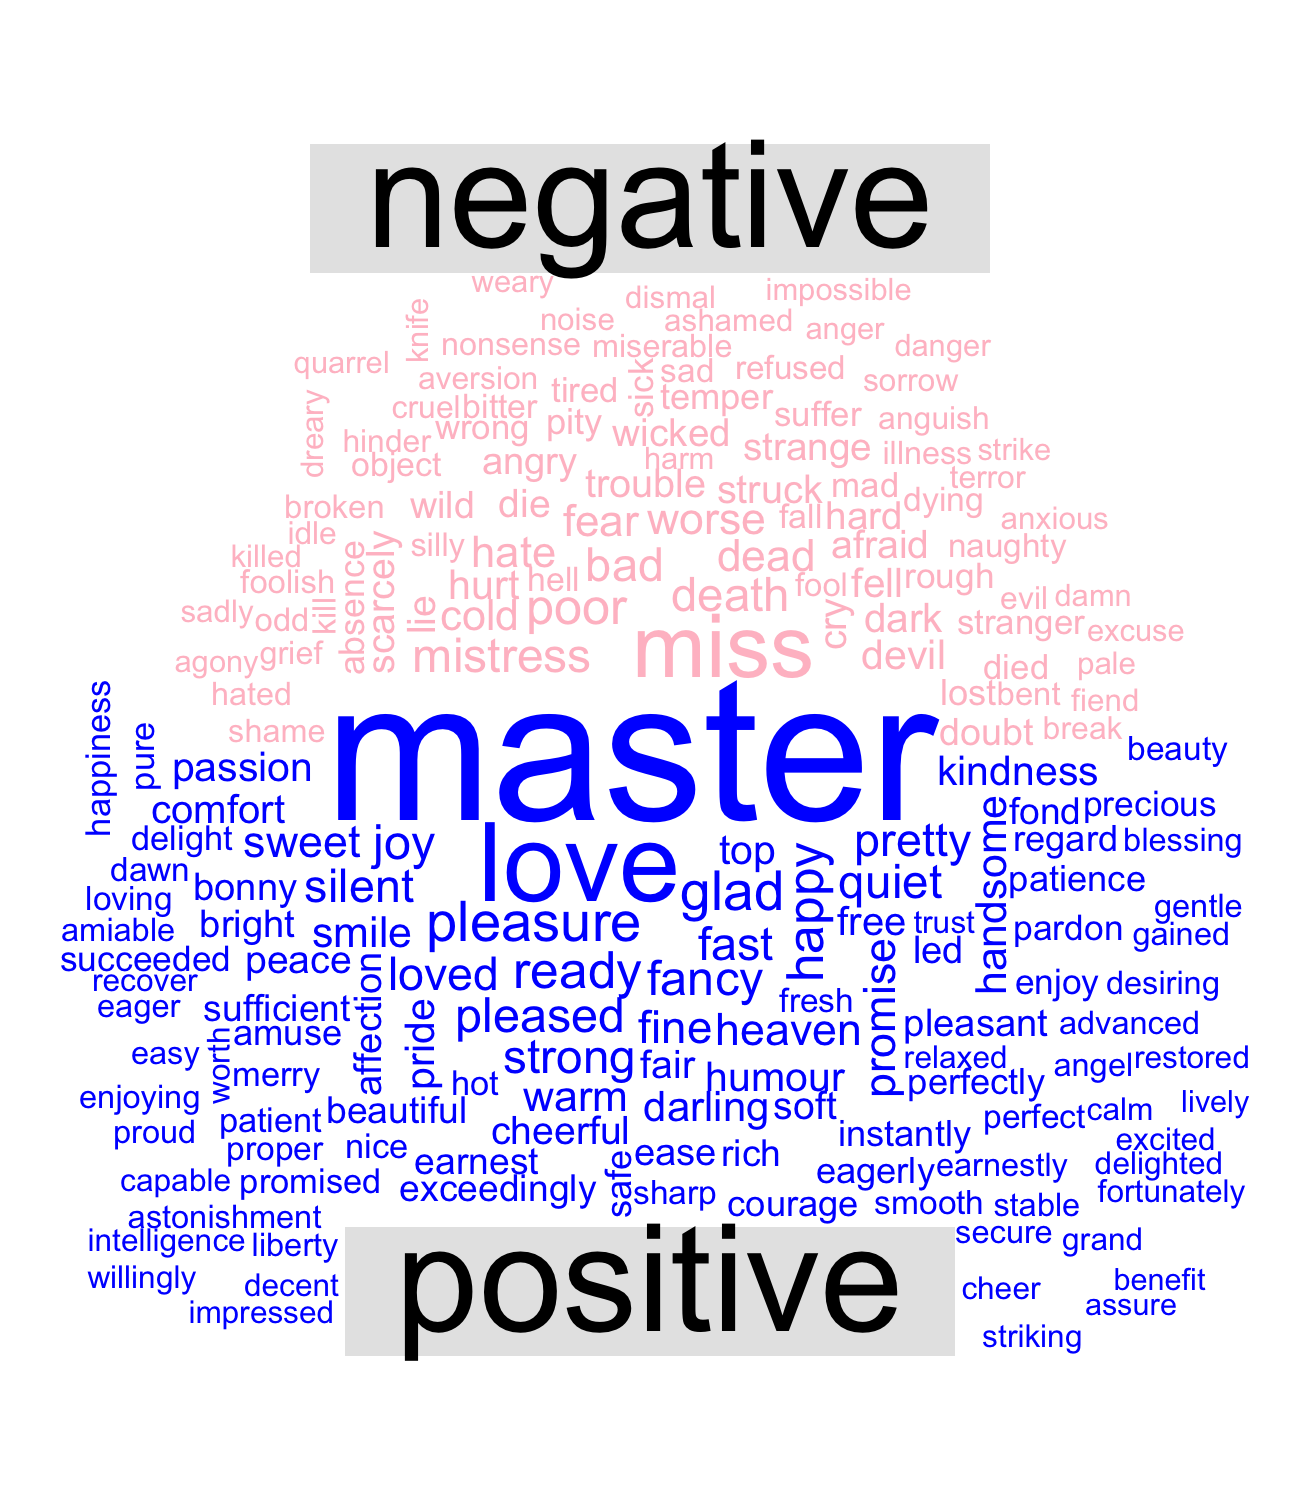 negative
weary
dismal impossible
knife noise ashamed anger
nonsense miserable danger
quarrel sick sad refused
aversion tired temper sorrow
dreary cruel bitter pity suffer anguish
hinder wrong wicked strange illness strike
object angry harm
trouble struck mad terror
broken wild die fear worse fall hard dying anxious
idle absence scarcely silly hate bad dead afraid naughty
killed foolish hurt hell death fool fell rough
sadly odd kill lie cold poor cry dark evil damn
stranger excuse
agony grief mistress miss devil died pale
hated lost bent fiend
shame doubt break
happiness pure master beauty
passion kindness
comfort handsome fond precious
delight sweet joy love top happy pretty regard blessing
dawn bonny silent glad quiet patience
loving gentle
amiable bright smile pleasure fast free trust pardon gained
succeeded peace affection loved ready fancy promise led
recover enjoy desiring
eager sufficient pride pleased fresh
worth amuse fine heaven pleasant advanced
easy strong fair relaxed angel restored
merry hot humour perfectly
enjoying warm darling soft perfect calm lively
patient beautiful
proud proper nice cheerful instantly excited
earnest safe ease rich eagerly earnestly delighted
capable promised exceedingly sharp courage smooth stable fortunately
astonishment
intelligence liberty positive secure grand
willingly decent cheer benefit
impressed assure
striking